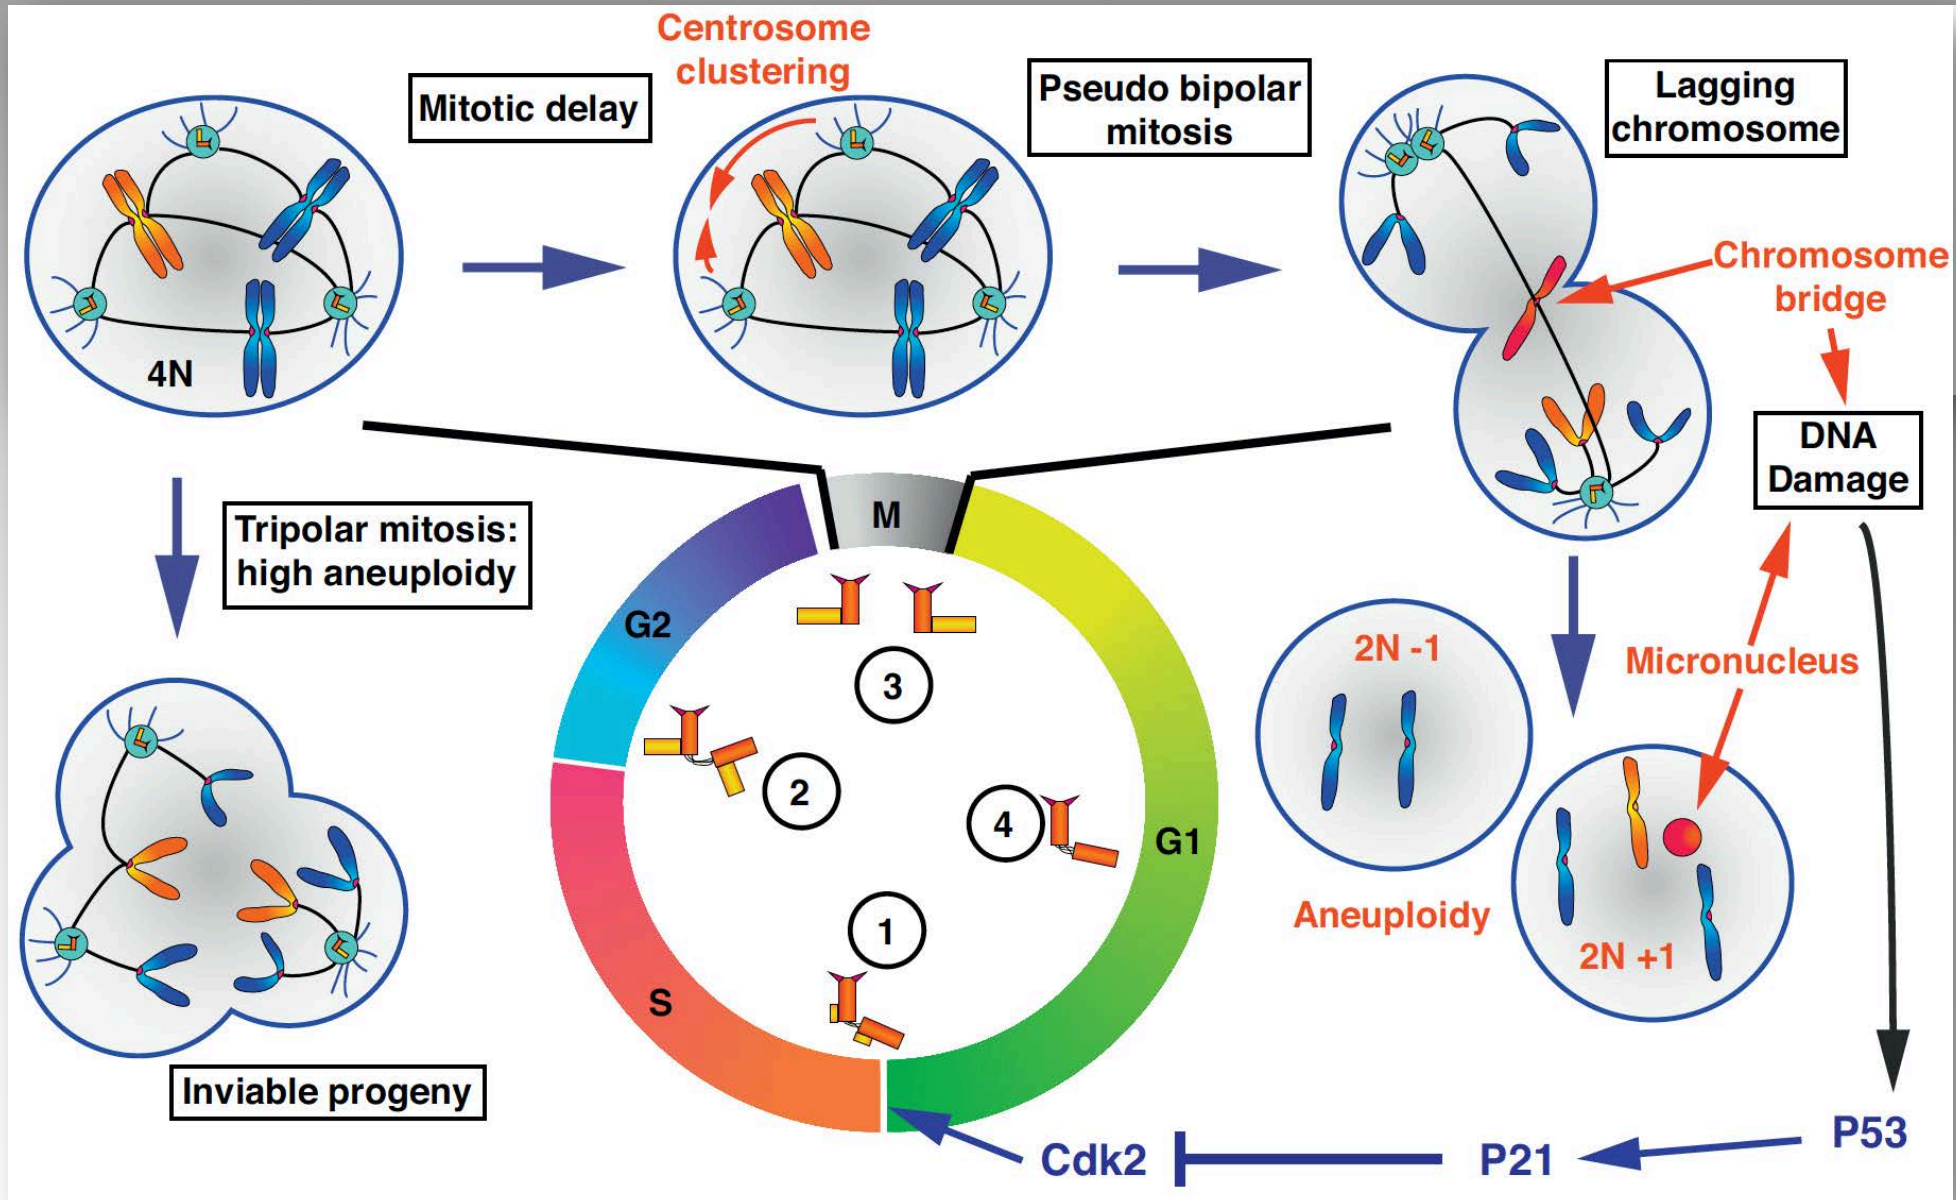 Centrosome
clustering
Mitotic delay
Pseudo bipolar
mitosis
Lagging
chromosome
Chromosome
bridge
4N
DNA
Damage
Tripolar mitosis:
high aneuploidy
M
G2
3
2
4
G1
1
S
2N -1
Micronucleus
Aneuploidy
2N +1
Inviable progeny
Cdk2
P21
P53